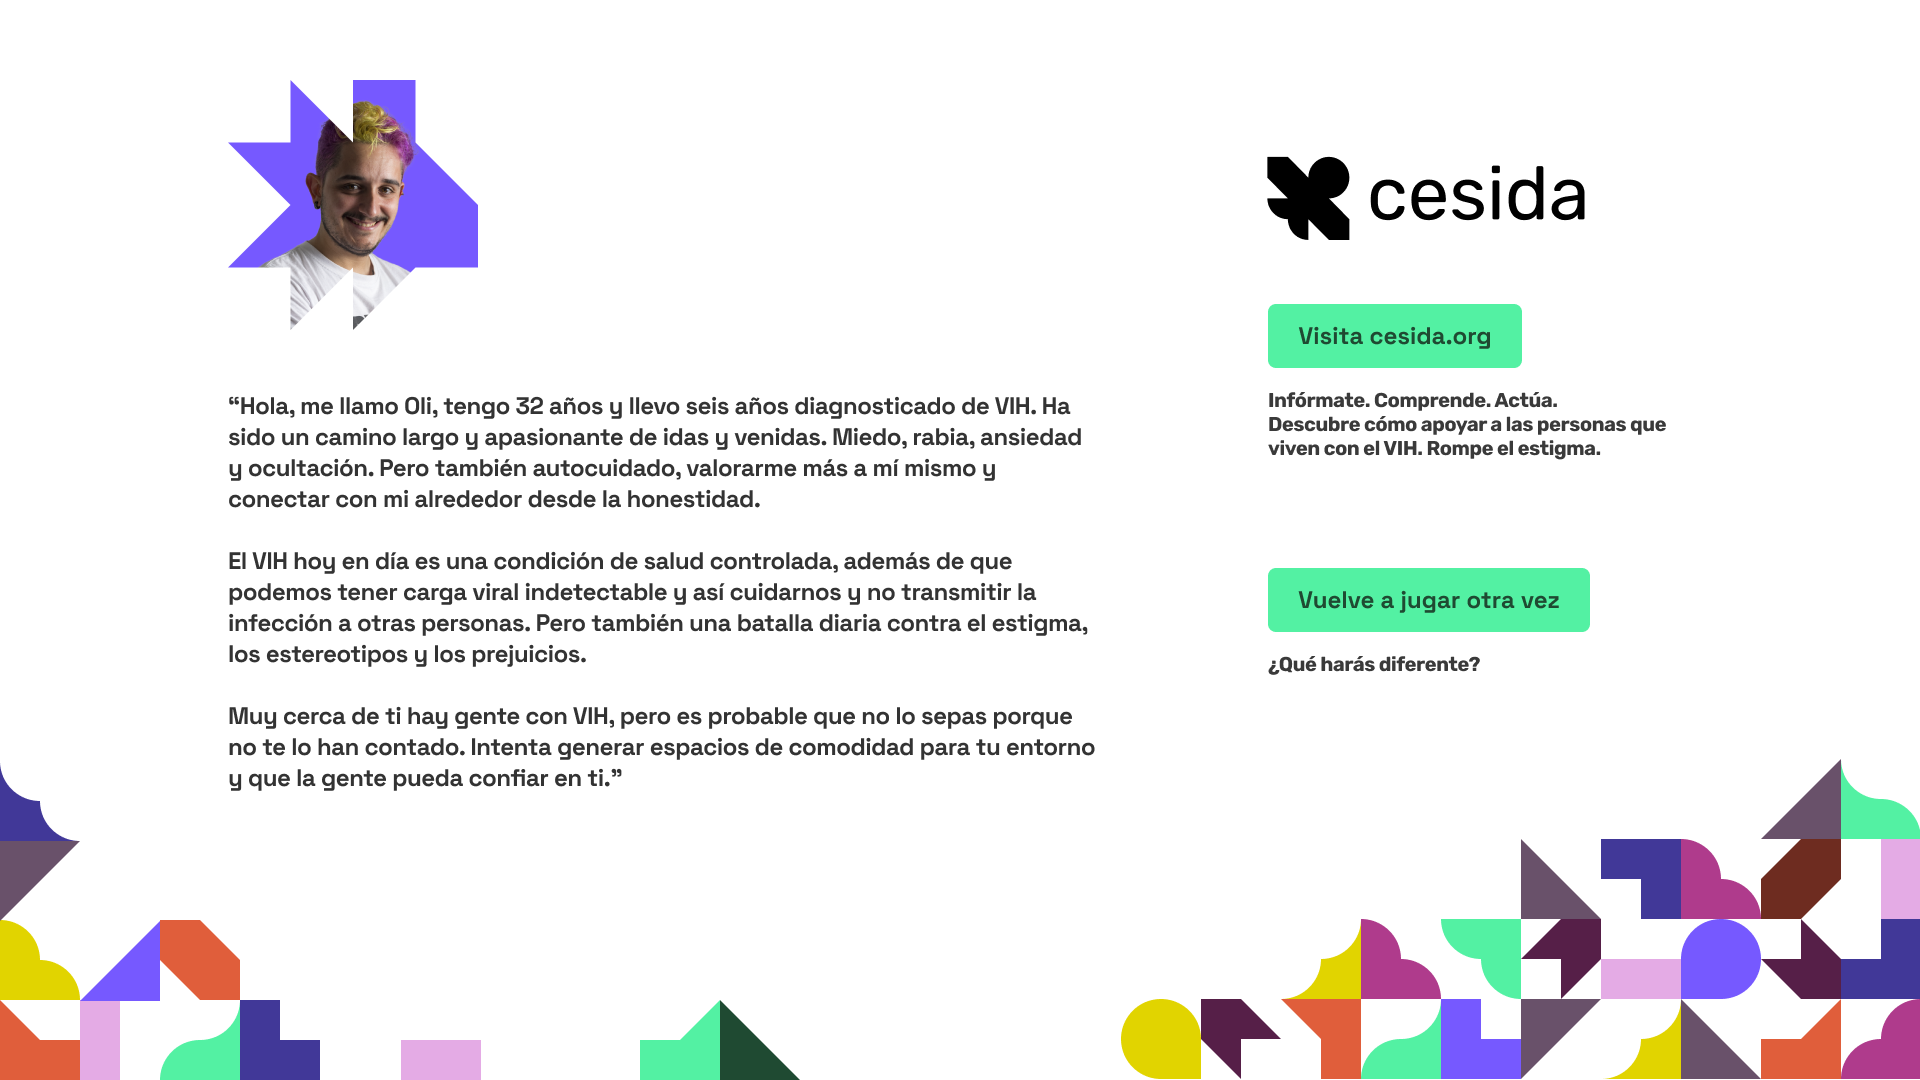 “Hola, me llamo Oli, tengo 32 años y llevo seis años diagnosticado de VIH. Ha
sido un camino largo y apasionante de idas y venidas. Miedo, rabia, ansiedad
y ocultación. Pero también autocuidado, valorarme más a mí mismo y
conectar con mi alrededor desde la honestidad.
El VIH hoy en día es una condición de salud controlada, además de que
podemos tener carga viral indetectable y así cuidarnos y no transmitir la
infección a otras personas. Pero también una batalla diaria contra el estigma,
los estereotipos y los prejuicios.
Muy cerca de ti hay gente con VIH, pero es probable que no lo sepas porque
no te lo han contado. Intenta generar espacios de comodidad para tu entorno
y que la gente pueda confiar en ti.”
cesida
Visita cesida.org
Infórmate. Comprende. Actúa.
Descubre cómo apoyar a las personas que
viven con el VIH. Rompe el estigma.
Vuelve a jugar otra vez
¿Qué harás diferente?